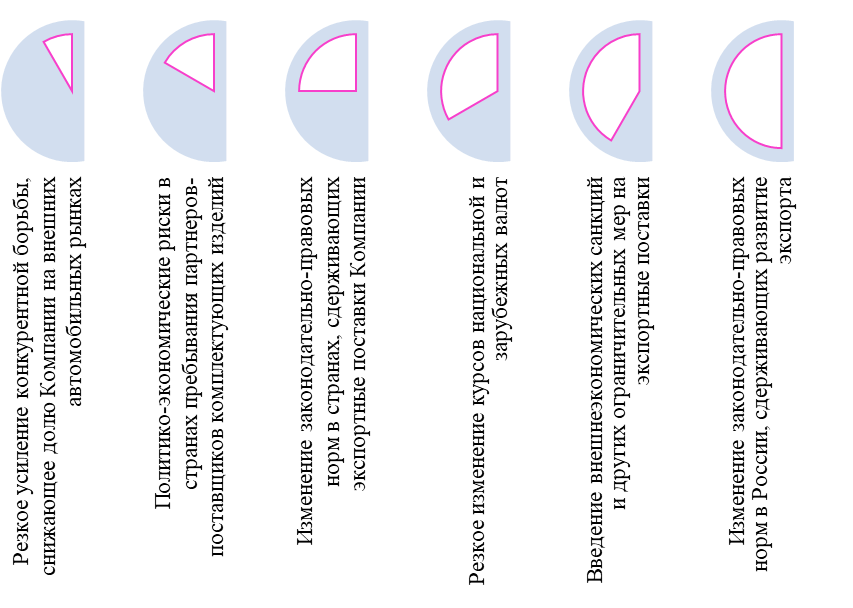 Резкое усиление конкурентной борьбы,
снижающее долю Компании на внешних
автомобильных рынках
Политико-экономические риски в
странах пребывания партнеров-
поставщиков комплектующих изделий
Изменение законодательно-правовых
норм в странах, сдерживающих
экспортные поставки Компании
Резкое изменение курсов национальной и
зарубежных валют
Введение внешнеэкономических санкций
и других ограничительных мер на
экспортные поставки
Изменение законодательно-правовых
норм в России, сдерживающих развитие
экспорта